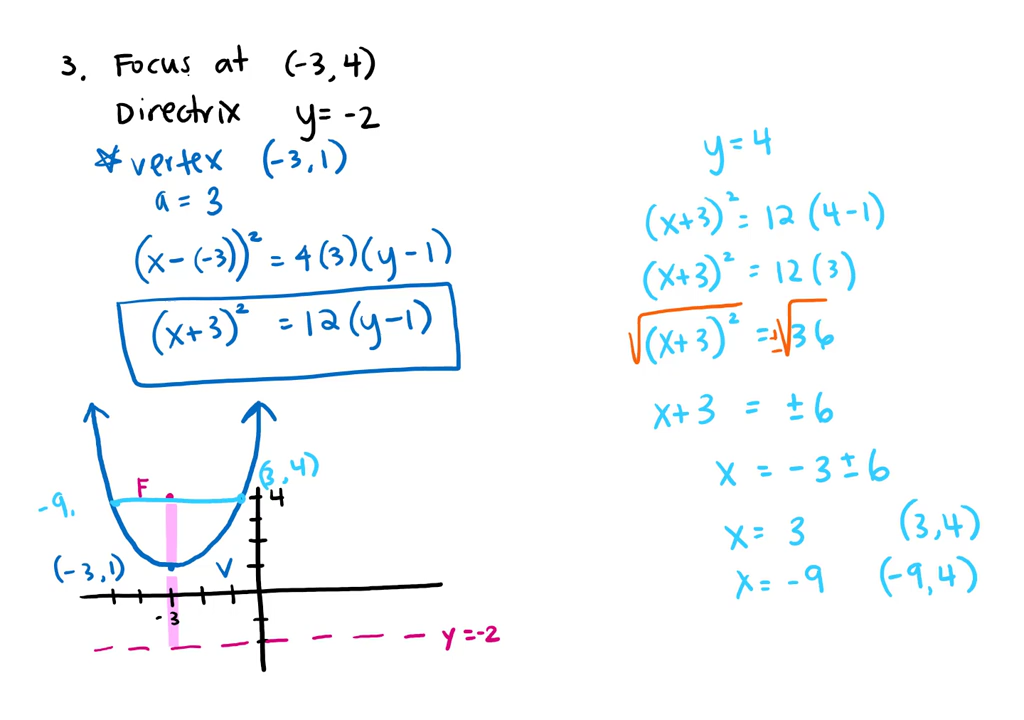 3. Focus at (-3, 4)
Directrix y = -2
* vertex (-3, 1)
a = 3
(x - (-3))² = 4(3)(y - 1)
(x+3)² = 12(y-1)
F
(3, 4)
4
-9,
(-3, 1)
V
-3
y = -2
y = 4
(x+3)² = 12(4-1)
(x+3)² = 12(3)
√(x+3)² = ±√36
x+3 = ±6
x = -3 ± 6
x = 3 (3, 4)
x = -9 (-9, 4)